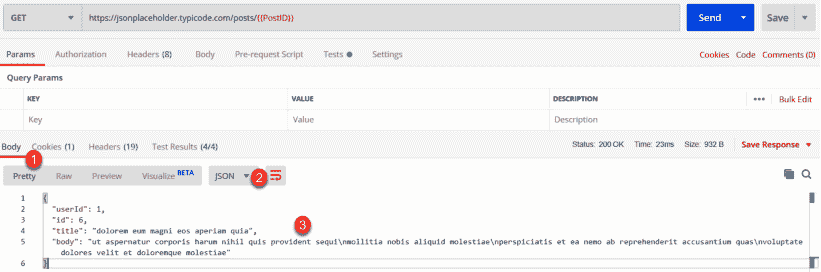 GET https://jsonplaceholder.typicode.com/posts/{{PostID}} Send Save
Params Authorization Headers (8) Body Pre-request Script Tests Settings Cookies Code Comments (0)
Query Params
KEY VALUE DESCRIPTION ••• Bulk Edit
Key Value Description
Body Cookies (1) Headers (19) Test Results (4/4) Status: 200 OK Time: 23ms Size: 932 B Save Response
1
Pretty Raw Preview Visualize BETA JSON 2
1 {
2 "userId": 1,
3 "id": 6,
4 "title": "dolorem eum magni eos aperiam quia", 3
5 "body": "ut aspernatur corporis harum nihil quis provident sequi\nmollitia nobis aliquid molestiae\nperspiciatis et ea nemo ab reprehenderit accusantium quas\nvoluptate
dolores velit et doloremque molestiae"
6 }